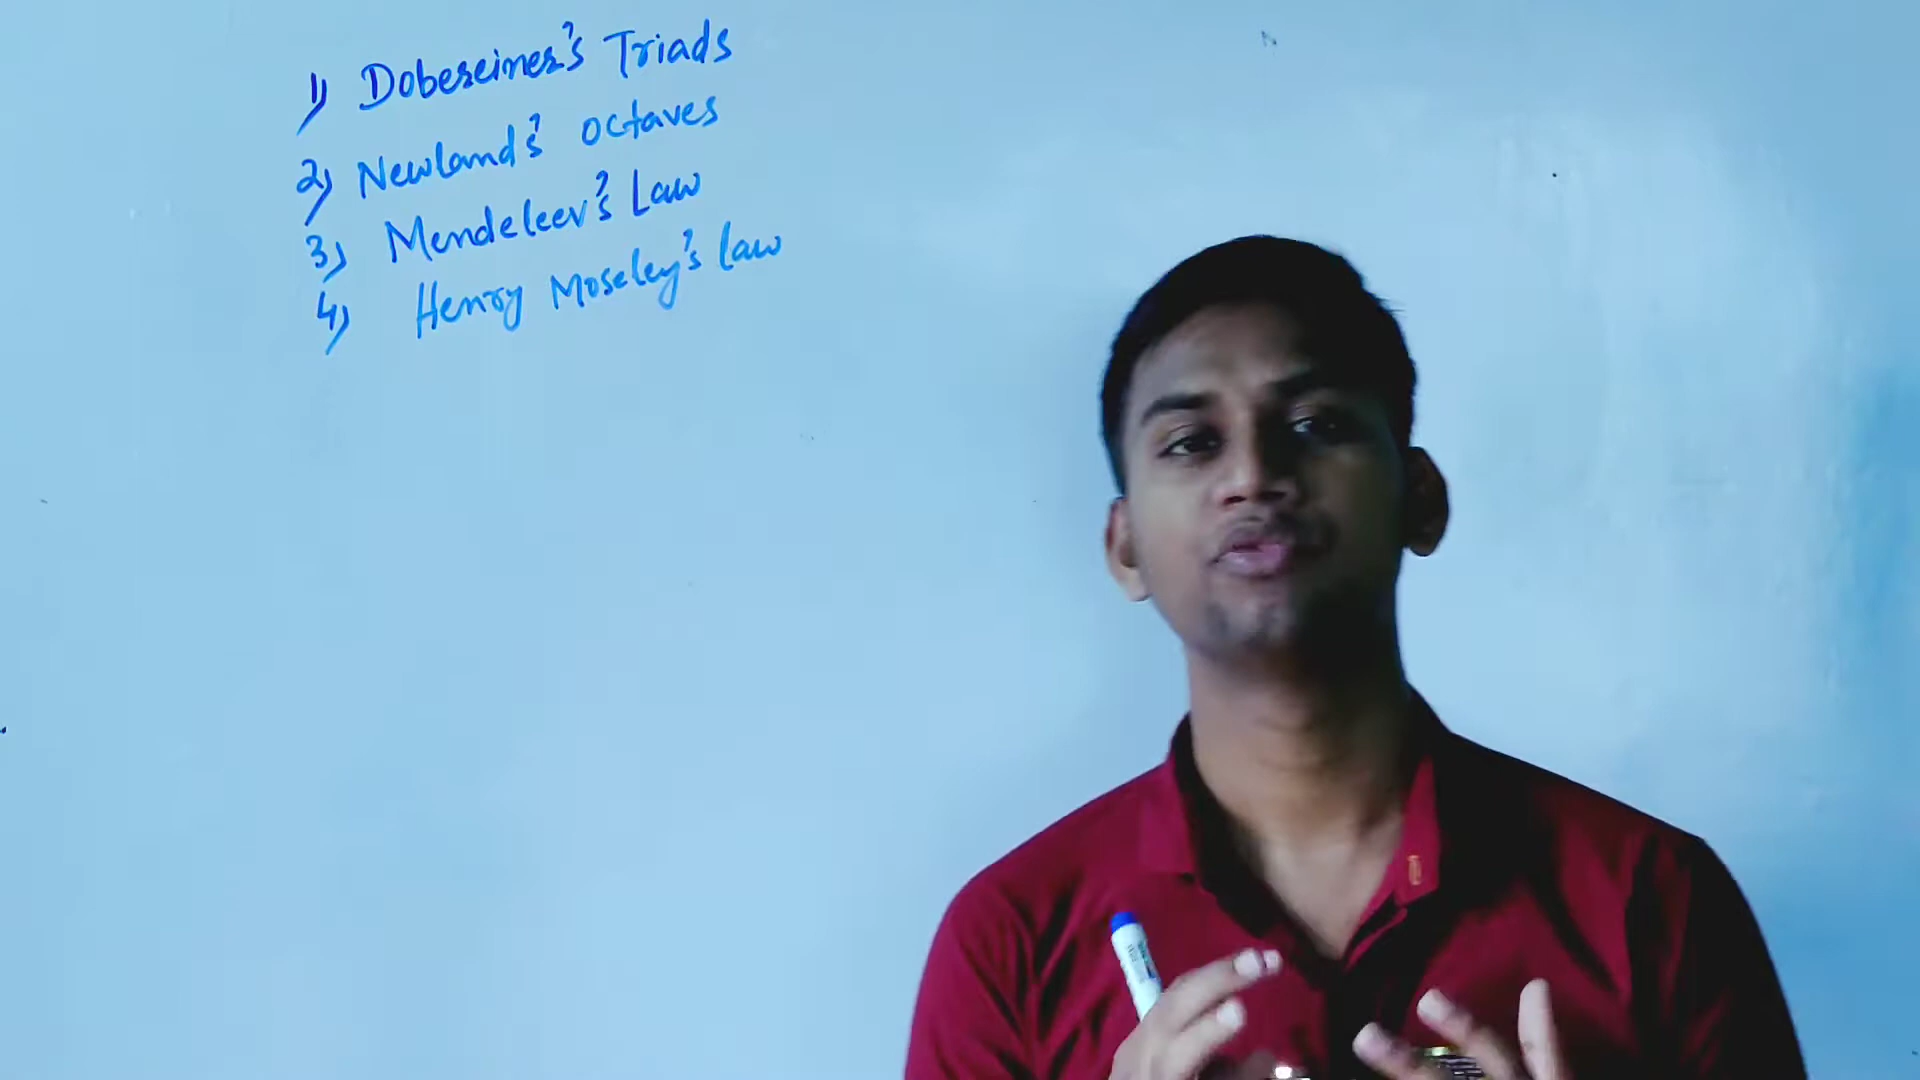 1) Dobereiner's Triads
2) Newland's octaves
3) Mendeleev's Law
4) Henry Moseley's law